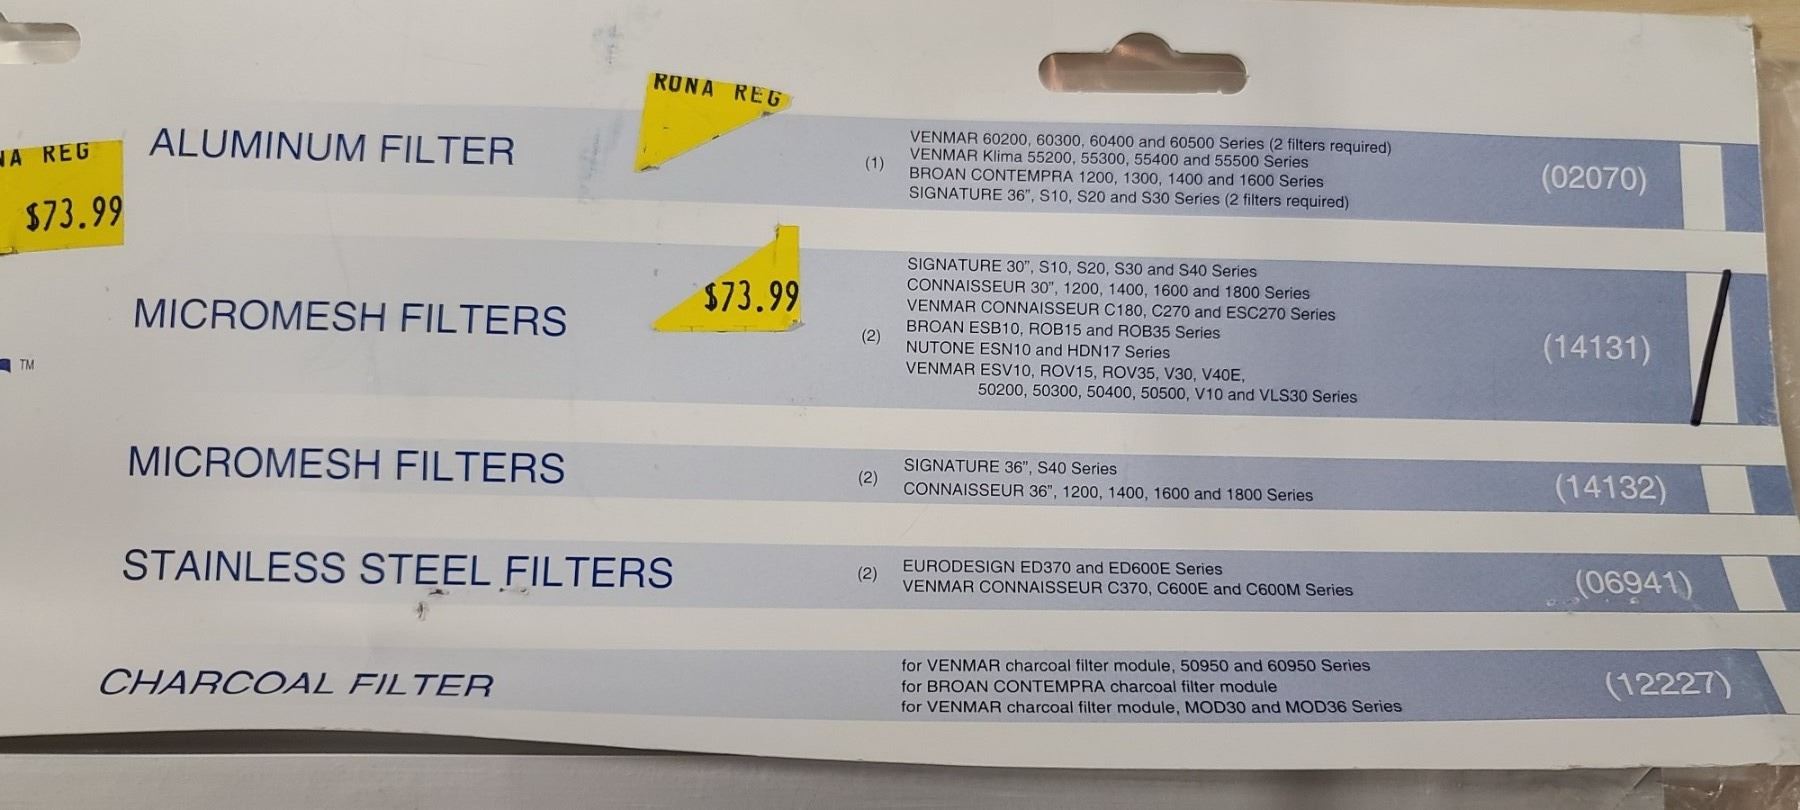 RONA REG
ALUMINUM FILTER
(1)
VENMAR 60200, 60300, 60400 and 60500 Series (2 filters required)
VENMAR Klima 55200, 55300, 55400 and 55500 Series
BROAN CONTEMPRA 1200, 1300, 1400 and 1600 Series
SIGNATURE 36", S10, S20 and S30 Series (2 filters required)
(02070)
NA REG
$73.99
$73.99
MICROMESH FILTERS
(2)
SIGNATURE 30", S10, S20, S30 and S40 Series
CONNAISSEUR 30", 1200, 1400, 1600 and 1800 Series
VENMAR CONNAISSEUR C180, C270 and ESC270 Series
BROAN ESB10, ROB15 and ROB35 Series
NUTONE ESN10 and HDN17 Series
VENMAR ESV10, ROV15, ROV35, V30, V40E,
50200, 50300, 50400, 50500, V10 and VLS30 Series
(14131)
TM
MICROMESH FILTERS
(2)
SIGNATURE 36", S40 Series
CONNAISSEUR 36", 1200, 1400, 1600 and 1800 Series
(14132)
STAINLESS STEEL FILTERS
(2)
EURODESIGN ED370 and ED600E Series
VENMAR CONNAISSEUR C370, C600E and C600M Series
(06941)
CHARCOAL FILTER
for VENMAR charcoal filter module, 50950 and 60950 Series
for BROAN CONTEMPRA charcoal filter module
for VENMAR charcoal filter module, MOD30 and MOD36 Series
(12227)